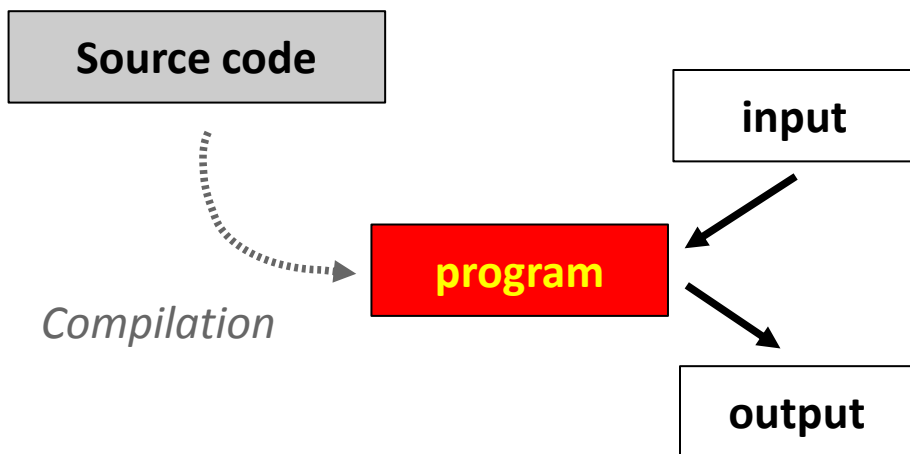 Source code
input
program
Compilation
output